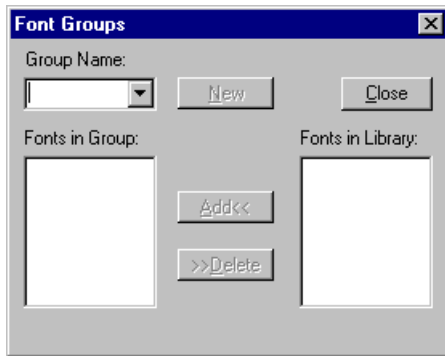 Font Groups
Group Name:
New
Close
Fonts in Group:
Fonts in Library:
Add<<
>>Delete